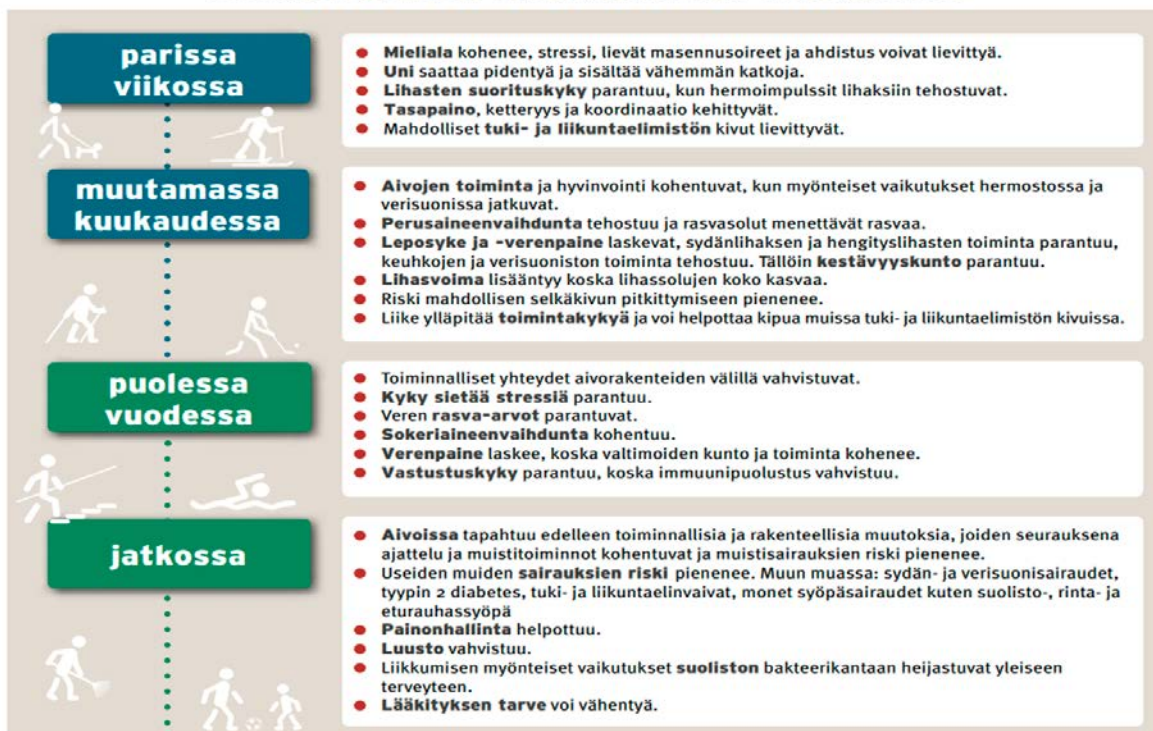 parissa
viikossa
● Mieliala kohenee, stressi, lievät masennusoireet ja ahdistus voivat lievittyä.
● Uni saattaa pidentyä ja sisältää vähemmän katkoja.
● Lihasten suorituskyky parantuu, kun hermoimpulssit lihaksiin tehostuvat.
● Tasapaino, ketteryys ja koordinaatio kehittyvät.
● Mahdolliset tuki- ja liikuntaelimistön kivut lievittyvät.
muutamassa
kuukaudessa
● Aivojen toiminta ja hyvinvointi kohentuvat, kun myönteiset vaikutukset hermostossa ja
verisuonissa jatkuvat.
● Perusaineenvaihdunta tehostuu ja rasvasolut menettävät rasvaa.
● Leposyke ja -verenpaine laskevat, sydänlihaksen ja hengityslihasten toiminta parantuu,
keuhkojen ja verisuoniston toiminta tehostuu. Tällöin kestävyyskunto parantuu.
● Lihasvoima lisääntyy koska lihassolujen koko kasvaa.
● Riski mahdollisen selkäkivun pitkittymiseen pienenee.
● Liike ylläpitää toimintakykyä ja voi helpottaa kipua muissa tuki- ja liikuntaelimistön kivuissa.
puolessa
vuodessa
● Toiminnalliset yhteydet aivorakenteiden välillä vahvistuvat.
● Kyky sietää stressiä parantuu.
● Veren rasva-arvot parantuvat.
● Sokeriaineenvaihdunta kohentuu.
● Verenpaine laskee, koska valtimoiden kunto ja toiminta kohenee.
● Vastustuskyky parantuu, koska immuunipuolustus vahvistuu.
jatkossa
● Aivoissa tapahtuu edelleen toiminnallisia ja rakenteellisia muutoksia, joiden seurauksena
ajattelu ja muistitoiminnot kohentuvat ja muistisairauksien riski pienenee.
● Useiden muiden sairauksien riski pienenee. Muun muassa: sydän- ja verisuonisairaudet,
tyypin 2 diabetes, tuki- ja liikuntaelinvaivat, monet syöpäsairaudet kuten suolisto-, rinta- ja
eturauhassyöpä
● Painonhallinta helpottuu.
● Luusto vahvistuu.
● Liikkumisen myönteiset vaikutukset suoliston bakteerikantaan heijastuvat yleiseen
terveyteen.
● Lääkityksen tarve voi vähentyä.